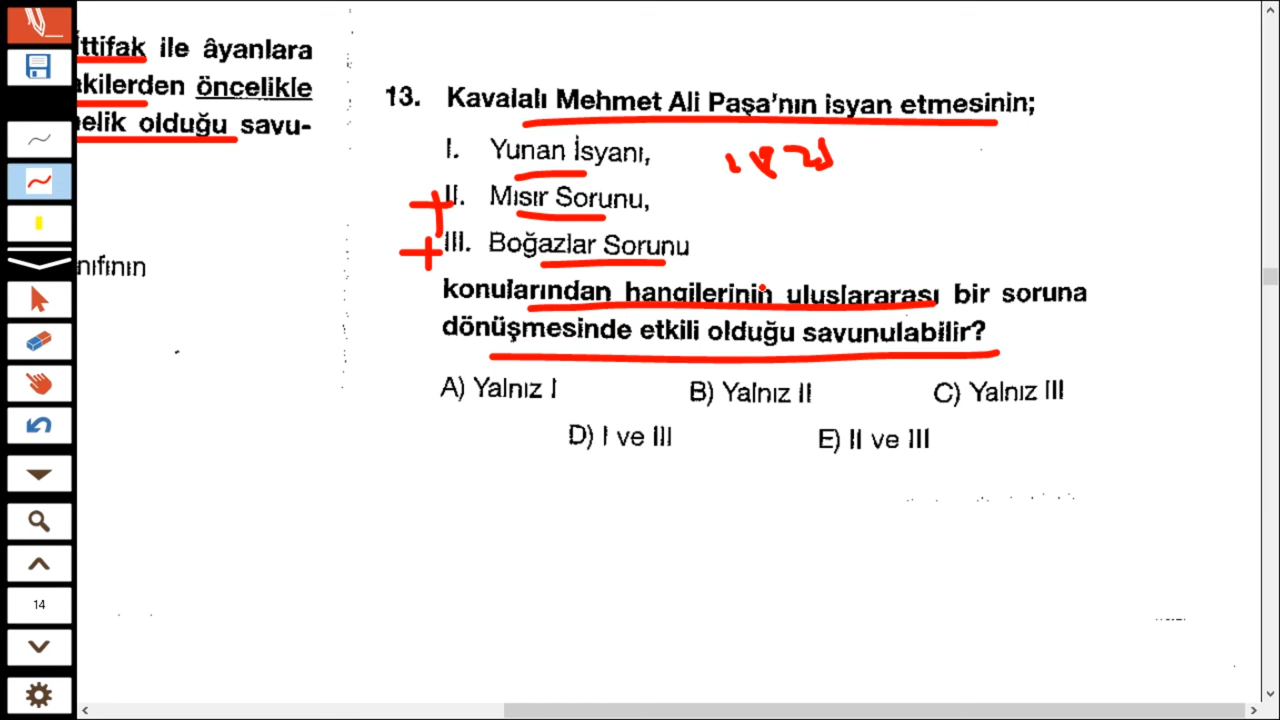 İttifak ile âyanlara
akilerden öncelikle
nelik olduğu savu-
nıfının
13. Kavalalı Mehmet Ali Paşa'nın isyan etmesinin;
I. Yunan İsyanı,
1821
II. Mısır Sorunu,
III. Boğazlar Sorunu
konularından hangilerinin uluslararası bir soruna
dönüşmesinde etkili olduğu savunulabilir?
A) Yalnız I B) Yalnız II C) Yalnız III
D) I ve III E) II ve III
14